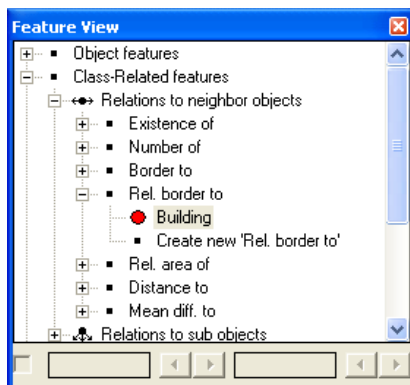 Feature View
Object features
Class-Related features
Relations to neighbor objects
Existence of
Number of
Border to
Rel. border to
Building
Create new 'Rel. border to'
Rel. area of
Distance to
Mean diff. to
Relations to sub objects